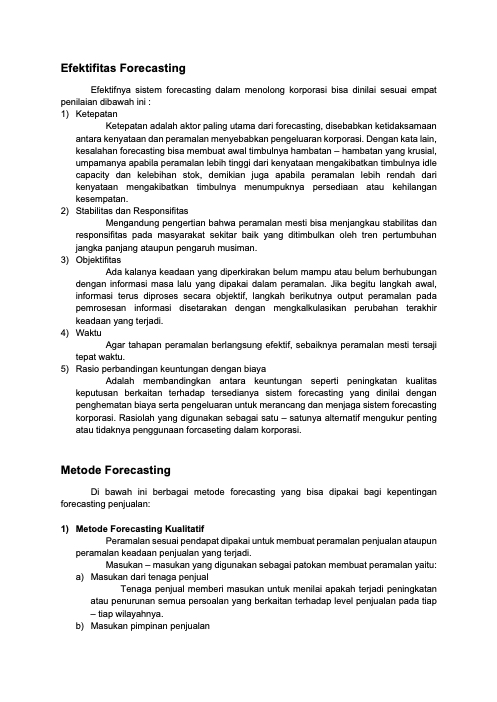 Efektifitas Forecasting
Efektifnya sistem forecasting dalam menolong korporasi bisa dinilai sesuai empat
penilaian dibawah ini :
1) Ketepatan
Ketepatan adalah aktor paling utama dari forecasting, disebabkan ketidaksamaan
antara kenyataan dan peramalan menyebabkan pengeluaran korporasi. Dengan kata lain,
kesalahan forecasting bisa membuat awal timbulnya hambatan – hambatan yang krusial,
umpamanya apabila peramalan lebih tinggi dari kenyataan mengakibatkan timbulnya idle
capacity dan kelebihan stok, demikian juga apabila peramalan lebih rendah dari
kenyataan mengakibatkan timbulnya menumpuknya persediaan atau kehilangan
kesempatan.
2) Stabilitas dan Responsifitas
Mengandung pengertian bahwa peramalan mesti bisa menjangkau stabilitas dan
responsifitas pada masyarakat sekitar baik yang ditimbulkan oleh tren pertumbuhan
jangka panjang ataupun pengaruh musiman.
3) Objektifitas
Ada kalanya keadaan yang diperkirakan belum mampu atau belum berhubungan
dengan informasi masa lalu yang dipakai dalam peramalan. Jika begitu langkah awal,
informasi terus diproses secara objektif, langkah berikutnya output peramalan pada
pemrosesan informasi disetarakan dengan mengkalkulasikan perubahan terakhir
keadaan yang terjadi.
4) Waktu
Agar tahapan peramalan berlangsung efektif, sebaiknya peramalan mesti tersaji
tepat waktu.
5) Rasio perbandingan keuntungan dengan biaya
Adalah membandingkan antara keuntungan seperti peningkatan kualitas
keputusan berkaitan terhadap tersedianya sistem forecasting yang dinilai dengan
penghematan biaya serta pengeluaran untuk merancang dan menjaga sistem forecasting
korporasi. Rasiolah yang digunakan sebagai satu – satunya alternatif mengukur penting
atau tidaknya penggunaan forcaseting dalam korporasi.
Metode Forecasting
Di bawah ini berbagai metode forecasting yang bisa dipakai bagi kepentingan
forecasting penjualan:
1) Metode Forecasting Kualitatif
Peramalan sesuai pendapat dipakai untuk membuat peramalan penjualan ataupun
peramalan keadaan penjualan yang terjadi.
Masukan – masukan yang digunakan sebagai patokan membuat peramalan yaitu:
a) Masukan dari tenaga penjual
Tenaga penjual memberi masukan untuk menilai apakah terjadi peningkatan
atau penurunan semua persoalan yang berkaitan terhadap level penjualan pada tiap
– tiap wilayahnya.
b) Masukan pimpinan penjualan